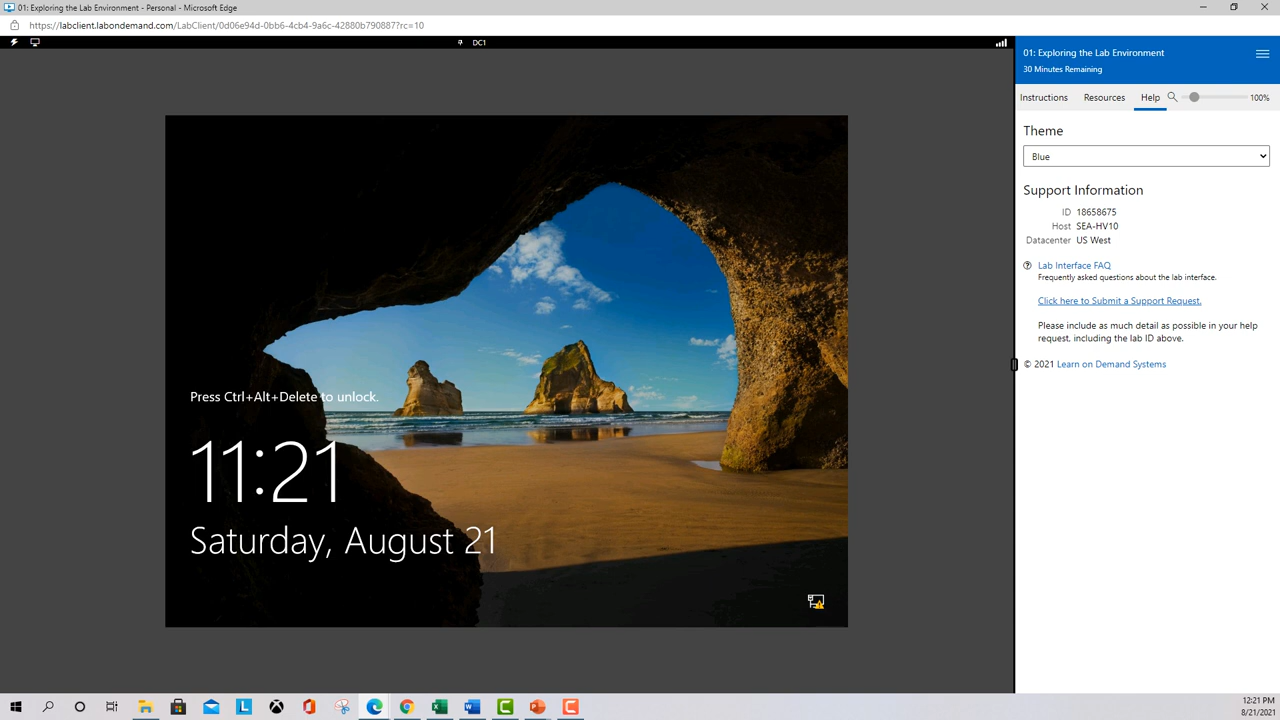 01: Exploring the Lab Environment - Personal - Microsoft Edge
https://labclient.labondemand.com/LabClient/0d06e94d-0bb6-4cb4-9a6c-42880b790887?rc=10
DC1
01: Exploring the Lab Environment
30 Minutes Remaining
Instructions Resources Help 100%
Theme
Blue
Support Information
ID 18658675
Host SEA-HV10
Datacenter US West
Lab Interface FAQ
Frequently asked questions about the lab interface.
Click here to Submit a Support Request.
Please include as much detail as possible in your help
request, including the lab ID above.
© 2021 Learn on Demand Systems
Press Ctrl+Alt+Delete to unlock.
11:21
Saturday, August 21
12:21 PM
8/21/2021